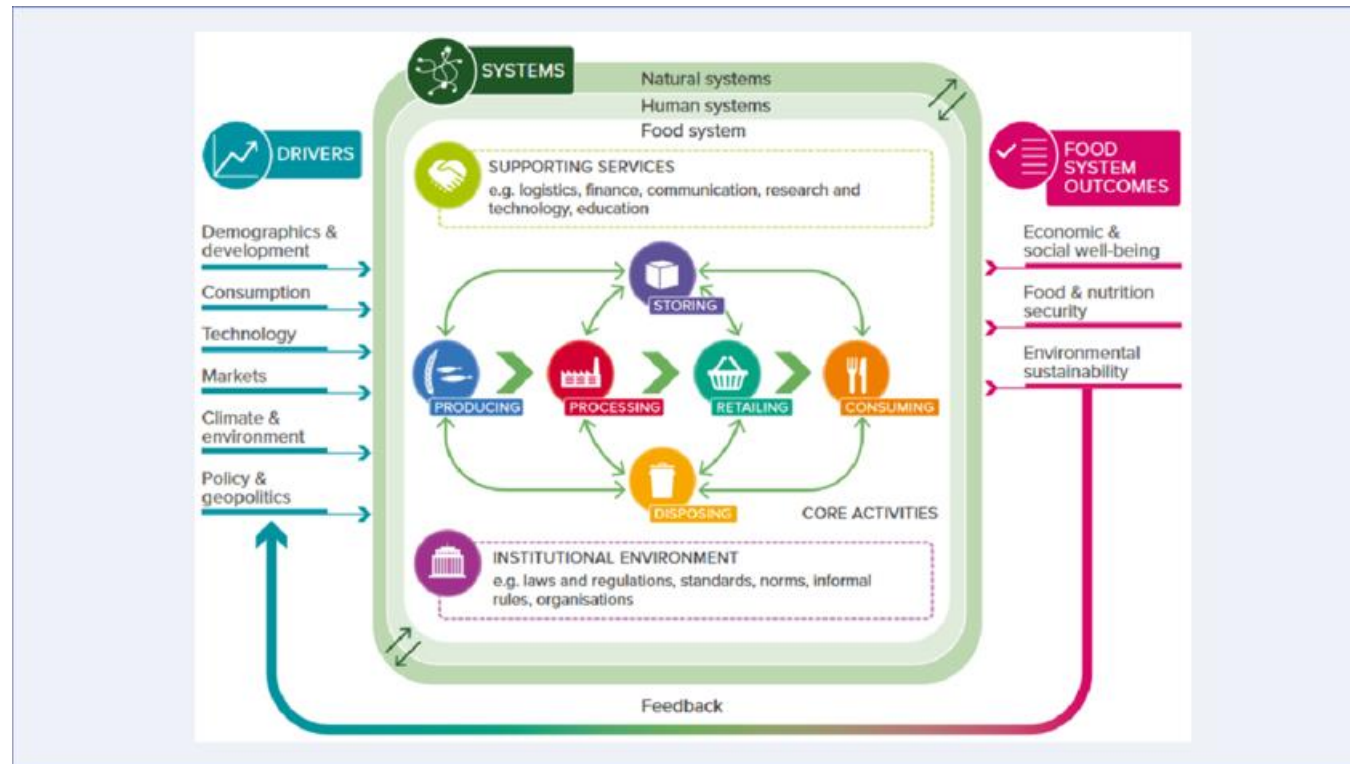 SYSTEMS
Natural systems
Human systems
Food system
DRIVERS
Demographics &
development
Consumption
Technology
Markets
Climate &
environment
Policy &
geopolitics
SUPPORTING SERVICES
e.g. logistics, finance, communication, research and
technology, education
STORING
PRODUCING
PROCESSING
RETAILING
CONSUMING
DISPOSING
CORE ACTIVITIES
INSTITUTIONAL ENVIRONMENT
e.g. laws and regulations, standards, norms, informal
rules, organisations
FOOD
SYSTEM
OUTCOMES
Economic &
social well-being
Food & nutrition
security
Environmental
sustainability
Feedback